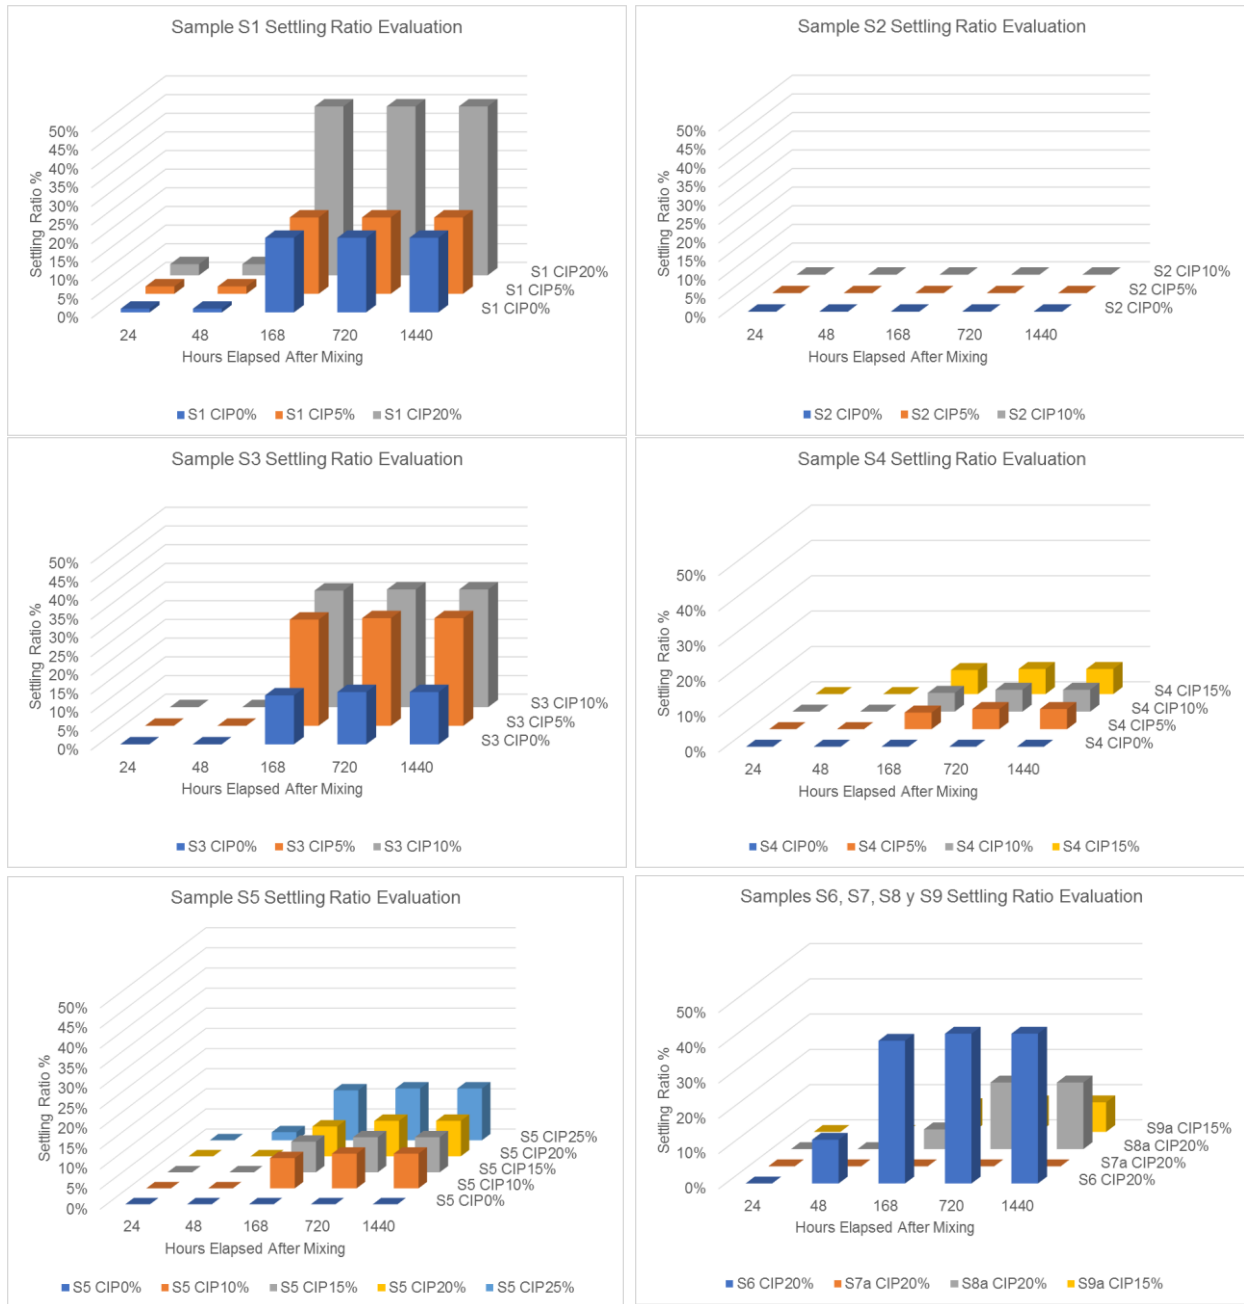 Sample S1 Settling Ratio Evaluation
50%
45%
40%
35%
30%
25%
20%
15%
10%
5%
0%
Settling Ratio %
S1 CIP20%
S1 CIP5%
S1 CIP0%
24 48 168 720 1440
Hours Elapsed After Mixing
S1 CIP0% S1 CIP5% S1 CIP20%
Sample S2 Settling Ratio Evaluation
50%
45%
40%
35%
30%
25%
20%
15%
10%
5%
0%
Settling Ratio %
S2 CIP10%
S2 CIP5%
S2 CIP0%
24 48 168 720 1440
Hours Elapsed After Mixing
S2 CIP0% S2 CIP5% S2 CIP10%
Sample S3 Settling Ratio Evaluation
50%
45%
40%
35%
30%
25%
20%
15%
10%
5%
0%
Settling Ratio %
S3 CIP10%
S3 CIP5%
S3 CIP0%
24 48 168 720 1440
Hours Elapsed After Mixing
S3 CIP0% S3 CIP5% S3 CIP10%
Sample S4 Settling Ratio Evaluation
50%
40%
30%
20%
10%
0%
Settling Ratio %
S4 CIP15%
S4 CIP10%
S4 CIP5%
S4 CIP0%
24 48 168 720 1440
Hours Elapsed After Mixing
S4 CIP0% S4 CIP5% S4 CIP10% S4 CIP15%
Sample S5 Settling Ratio Evaluation
50%
45%
40%
35%
30%
25%
20%
15%
10%
5%
0%
Settling Ratio %
S5 CIP25%
S5 CIP20%
S5 CIP15%
S5 CIP10%
S5 CIP0%
24 48 168 720 1440
Hours Elapsed After Mixing
S5 CIP0% S5 CIP10% S5 CIP15% S5 CIP20% S5 CIP25%
Samples S6, S7, S8 y S9 Settling Ratio Evaluation
50%
40%
30%
20%
10%
0%
Settling Ratio %
S9a CIP15%
S8a CIP20%
S7a CIP20%
S6 CIP20%
24 48 168 720 1440
Hours Elapsed After Mixing
S6 CIP20% S7a CIP20% S8a CIP20% S9a CIP15%